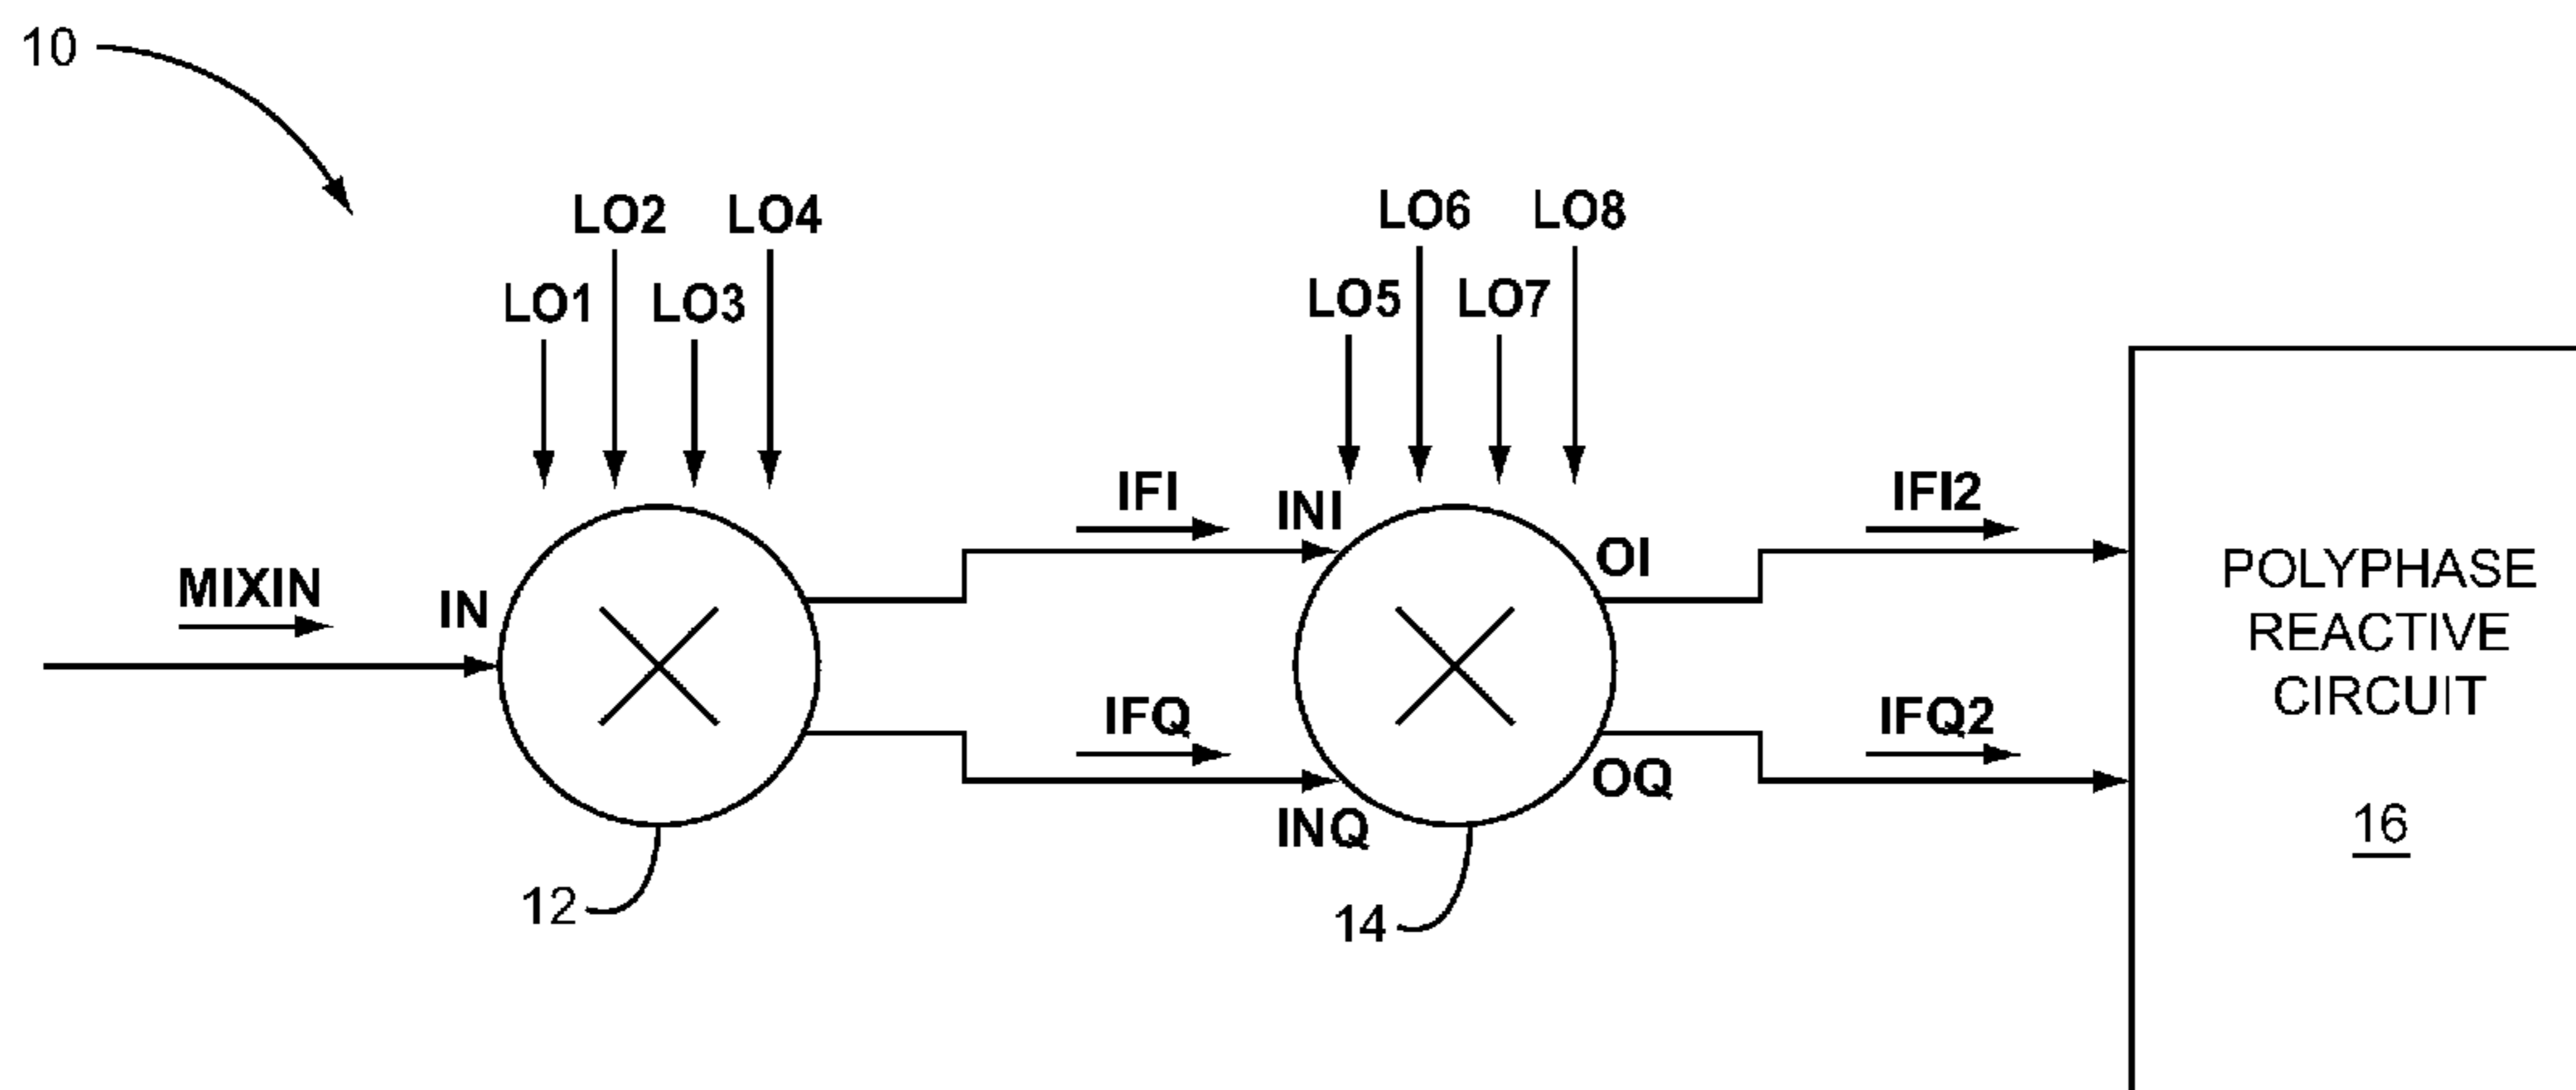 10
LO2
LO4
LO1
LO3
LO6
LO8
LO5
LO7
MIXIN
IN
IFI
INI
IFQ
INQ
OI
OQ
IFI2
IFQ2
POLYPHASE
REACTIVE
CIRCUIT
16
12
14